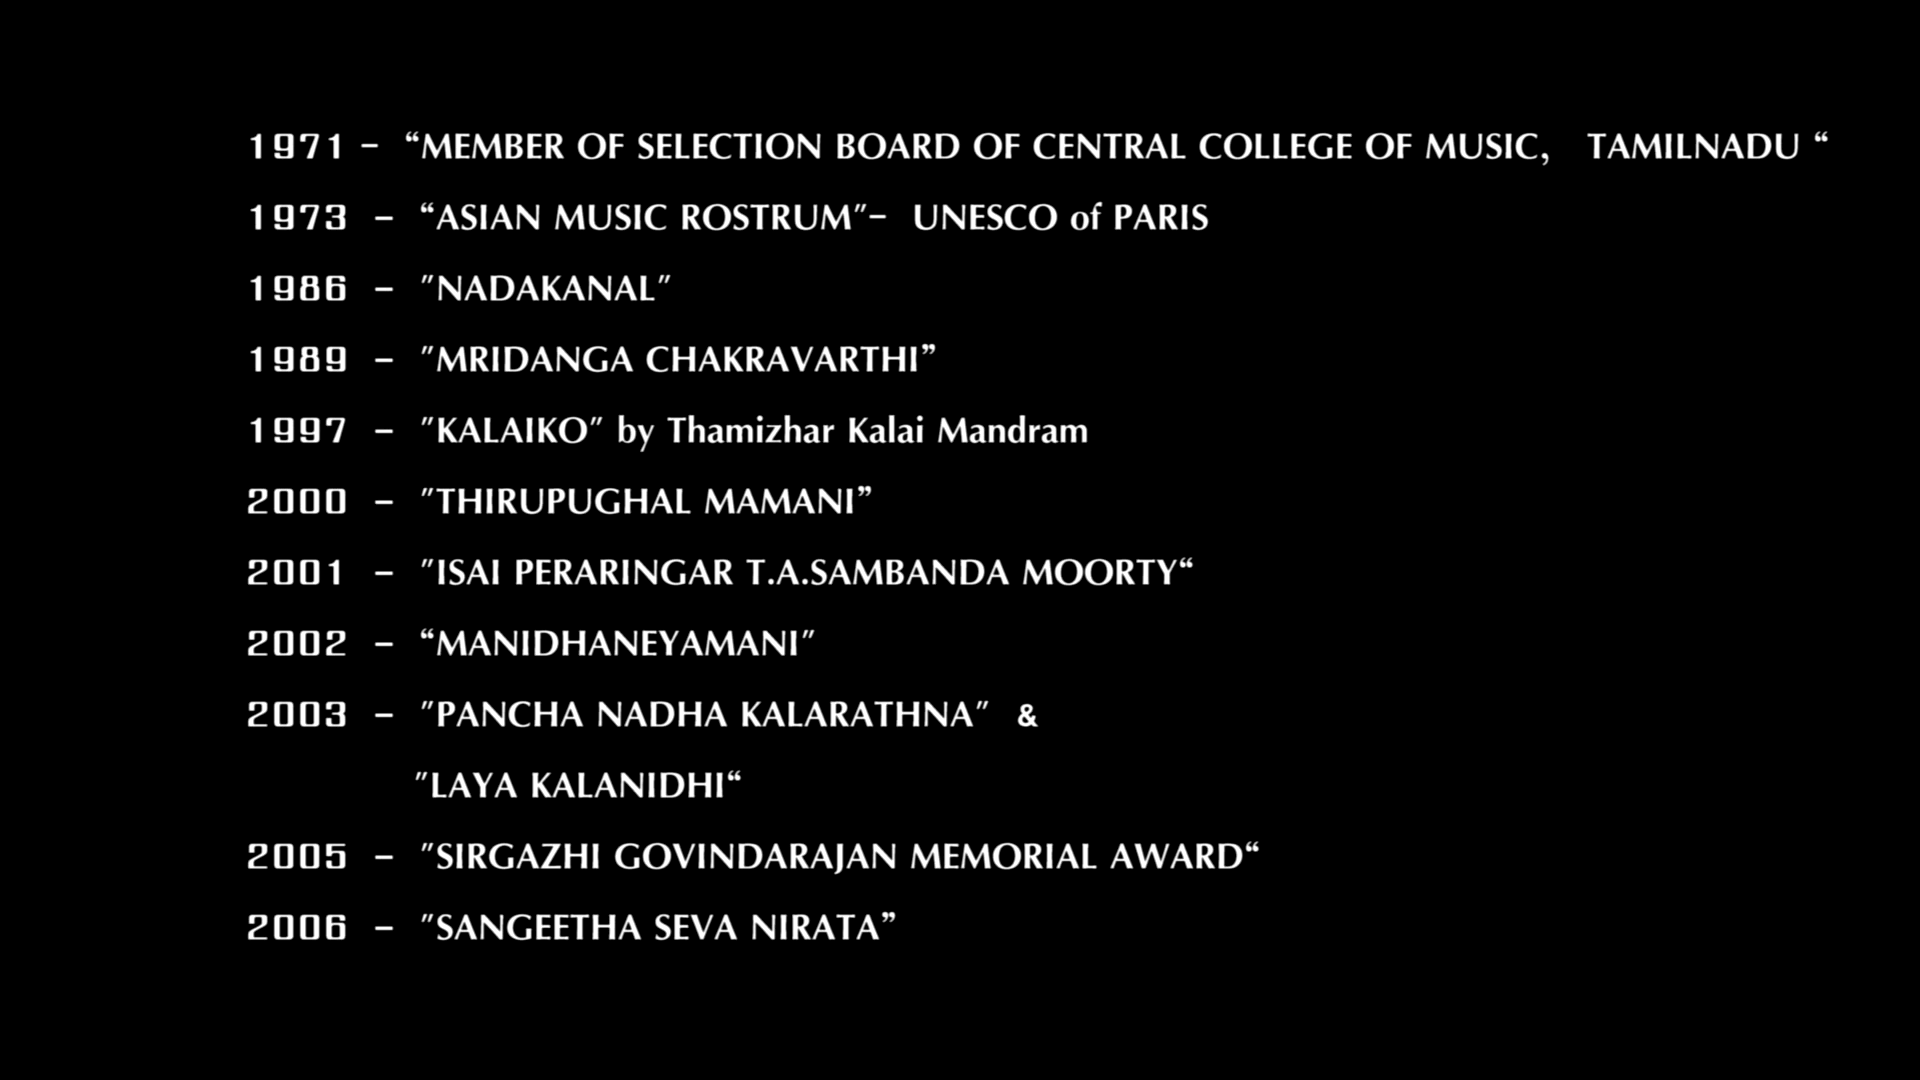 1971 – “MEMBER OF SELECTION BOARD OF CENTRAL COLLEGE OF MUSIC, TAMILNADU “
1973 – “ASIAN MUSIC ROSTRUM”– UNESCO of PARIS
1986 – ”NADAKANAL”
1989 – ”MRIDANGA CHAKRAVARTHI”
1997 – ”KALAIKO” by Thamizhar Kalai Mandram
2000 – ”THIRUPUGHAL MAMANI”
2001 – ”ISAI PERARINGAR T.A.SAMBANDA MOORTY“
2002 – “MANIDHANEYAMANI”
2003 – ”PANCHA NADHA KALARATHNA” &
”LAYA KALANIDHI“
2005 – ”SIRGAZHI GOVINDARAJAN MEMORIAL AWARD“
2006 – ”SANGEETHA SEVA NIRATA”